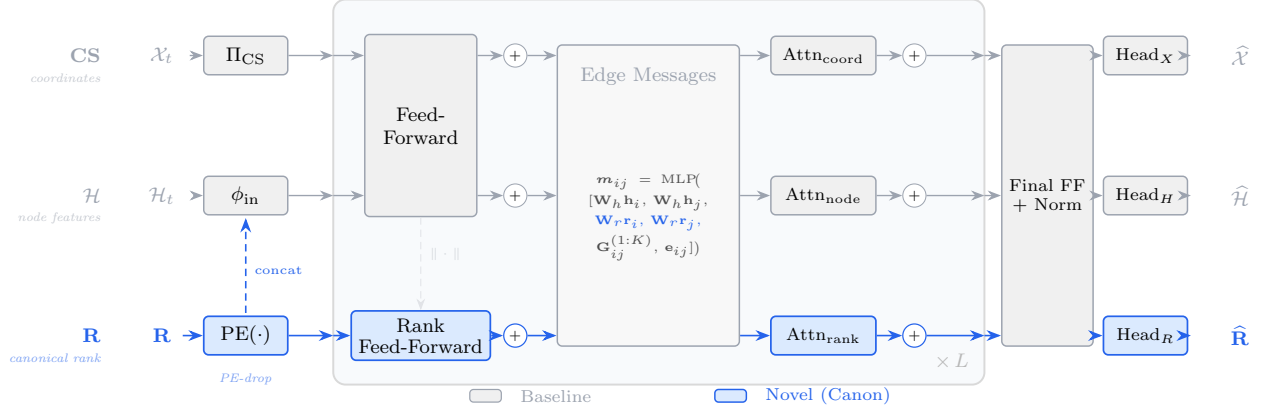 CS
coordinates
𝒳_t
Π_CS
Feed-
Forward
+
Edge Messages
Attn_coord
+
Head_X
𝒳̂
ℋ
node features
ℋ_t
ϕ_in
+
m_ij = MLP(
[W_h h_i, W_h h_j,
W_r r_i, W_r r_j,
G_ij^(1:K), e_ij])
Attn_node
+
Final FF
+ Norm
Head_H
ℋ̂
concat
∥ · ∥
R
canonical rank
R
PE(·)
PE-drop
Rank
Feed-Forward
+
Attn_rank
+
× L
Head_R
R̂
Baseline
Novel (Canon)